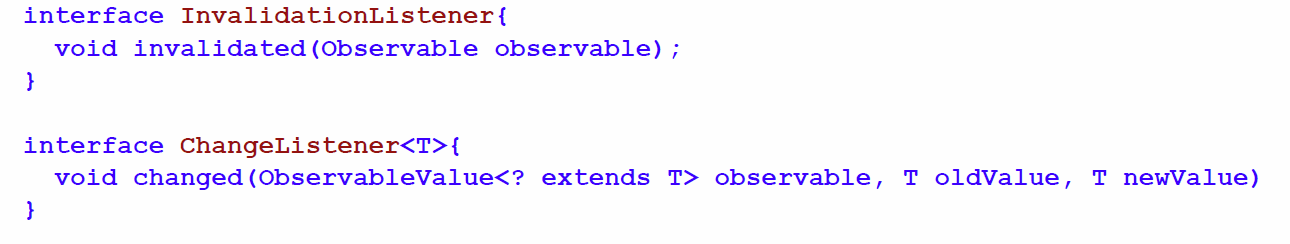 interface InvalidationListener{
void invalidated(Observable observable);
}
interface ChangeListener<T>{
void changed(ObservableValue<? extends T> observable, T oldValue, T newValue)
}